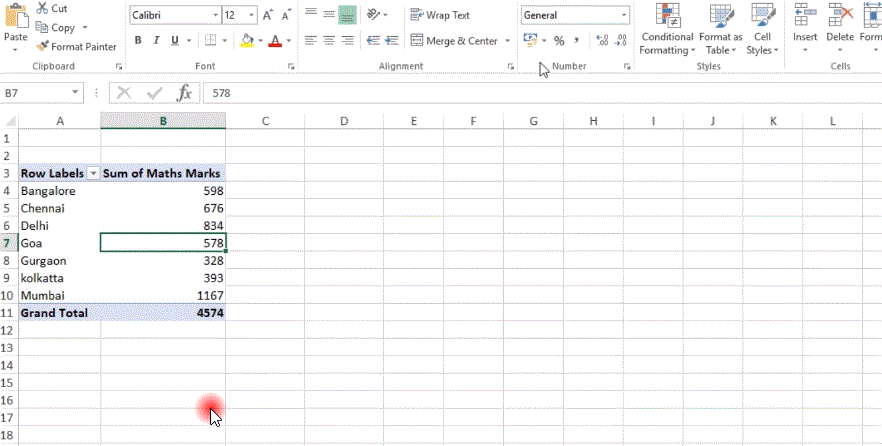 Cut
Copy
Format Painter
Paste
Clipboard
Calibri 12
B I U A
Font
Wrap Text
Merge & Center
Alignment
General
% ,
Number
Conditional Formatting
Format as Table
Cell Styles
Styles
Insert Delete Form
Cells
B7 fx 578
A B C D E F G H I J K L
1
2
3 Row Labels Sum of Maths Marks
4 Bangalore 598
5 Chennai 676
6 Delhi 834
7 Goa 578
8 Gurgaon 328
9 kolkatta 393
10 Mumbai 1167
11 Grand Total 4574
12
13
14
15
16
17
18